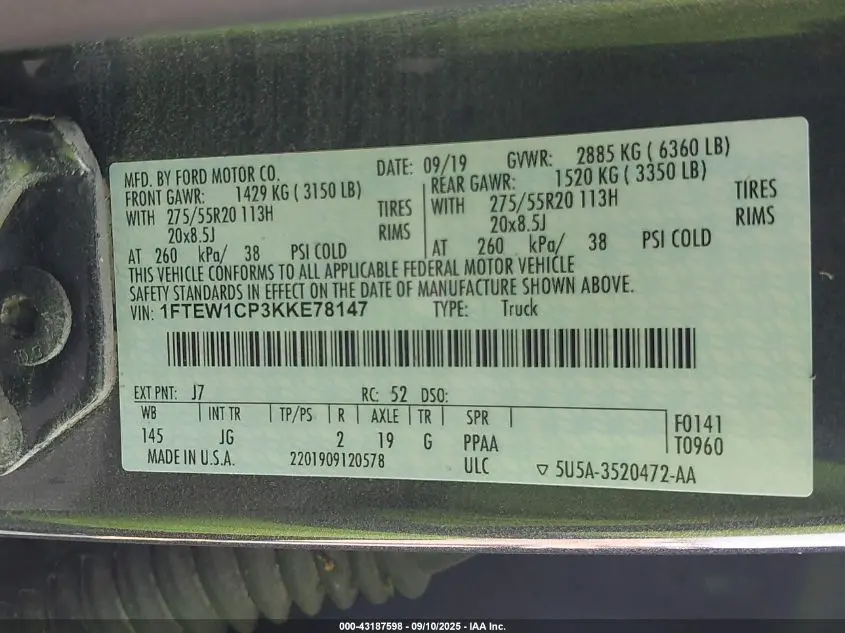 MFD. BY FORD MOTOR CO. DATE: 09/19 GVWR: 2885 KG ( 6360 LB)
FRONT GAWR: 1429 KG ( 3150 LB) REAR GAWR: 1520 KG ( 3350 LB)
WITH 275/55R20 113H TIRES WITH 275/55R20 113H TIRES
20x8.5J RIMS 20x8.5J RIMS
AT 260 kPa/ 38 PSI COLD AT 260 kPa/ 38 PSI COLD
THIS VEHICLE CONFORMS TO ALL APPLICABLE FEDERAL MOTOR VEHICLE
SAFETY STANDARDS IN EFFECT ON THE DATE OF MANUFACTURE SHOWN ABOVE.
VIN: 1FTEW1CP3KKE78147 TYPE: Truck
EXT PNT: J7 RC: 52 DSO:
WB INT TR TP/PS R AXLE TR SPR F0141
145 JG 2 19 G PPAA T0960
MADE IN U.S.A. 2201909120578 ULC 5U5A-3520472-AA
000-43187598 - 09/10/2025 - IAA Inc.